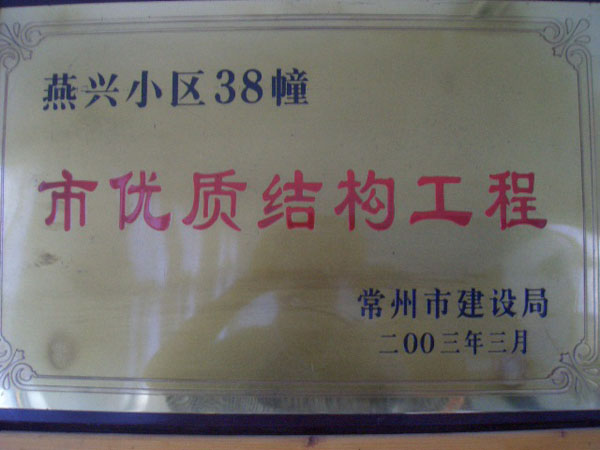 燕兴小区38幢
市优质结构工程
常州市建设局
二00三年三月